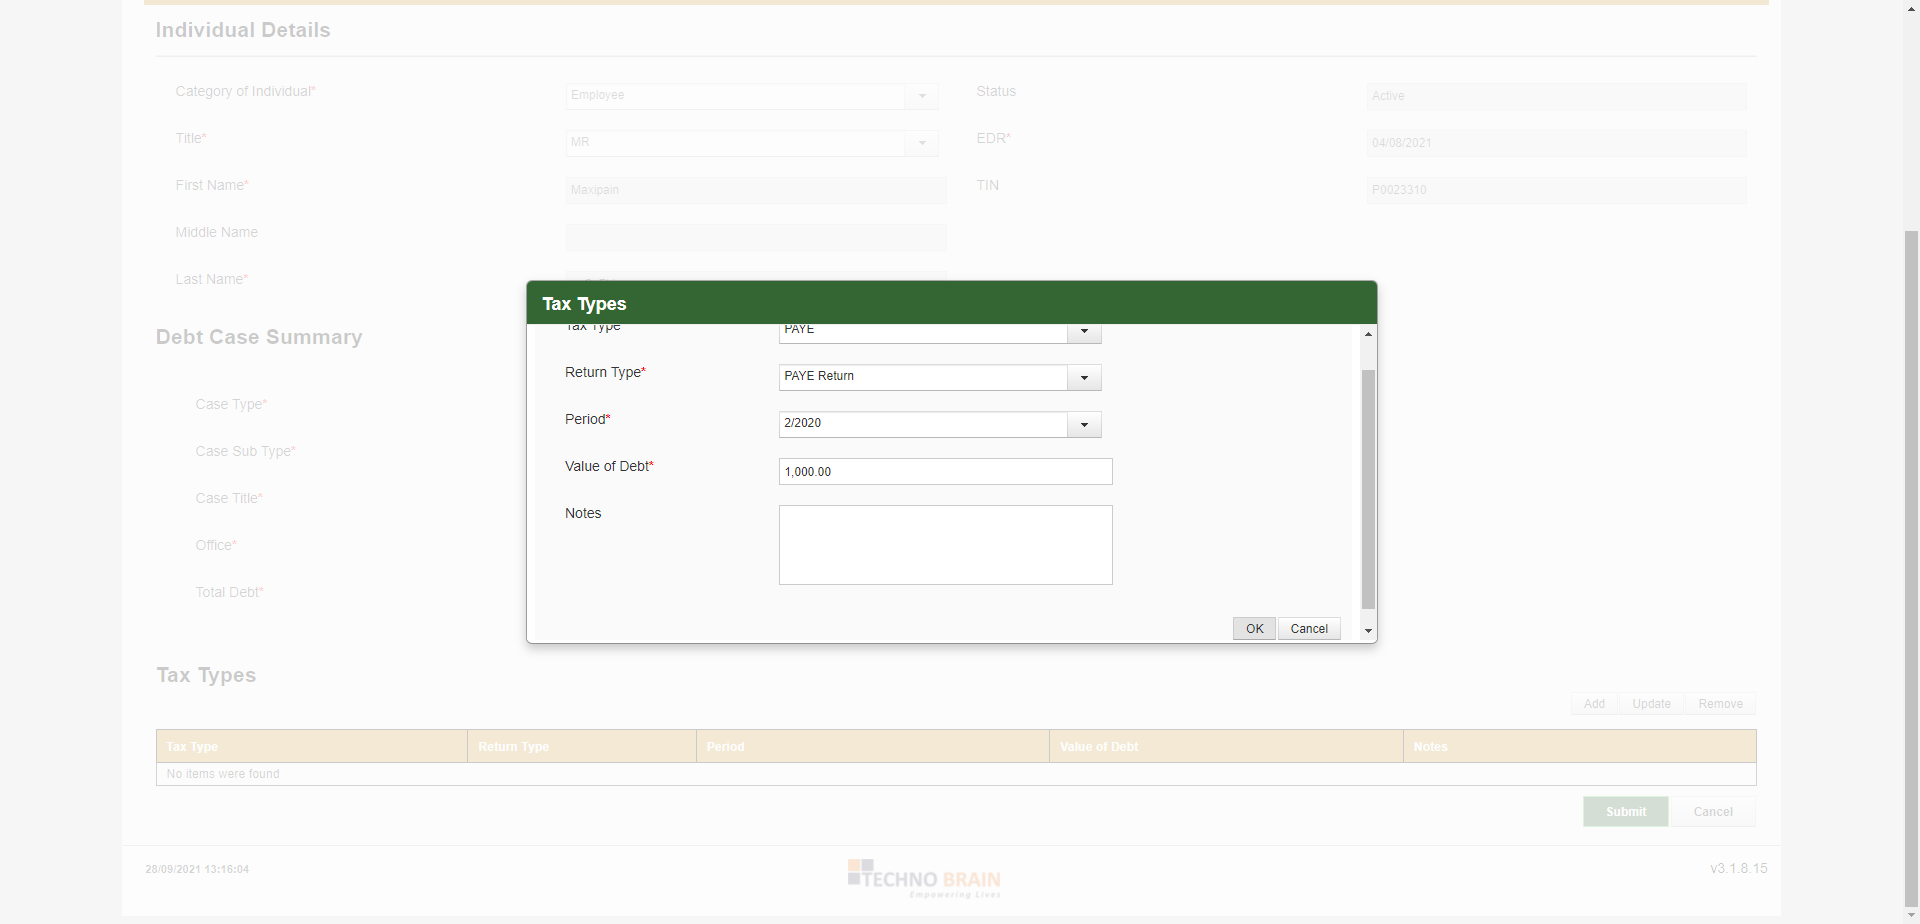 Individual Details
Category of Individual* Employee Status Active
Title* MR EDR* 04/08/2021
First Name* Maxipain TIN P0023310
Middle Name
Last Name*
Tax Types
Tax Type PAYE
Return Type* PAYE Return
Period* 2/2020
Value of Debt* 1,000.00
Notes
OK Cancel
Debt Case Summary
Case Type*
Case Sub Type*
Case Title*
Office*
Total Debt*
Tax Types
Add Update Remove
Tax Type Return Type Period Value of Debt Notes
No items were found
Submit Cancel
28/09/2021 13:16:04
TECHNO BRAIN
Empowering Lives
v3.1.8.15